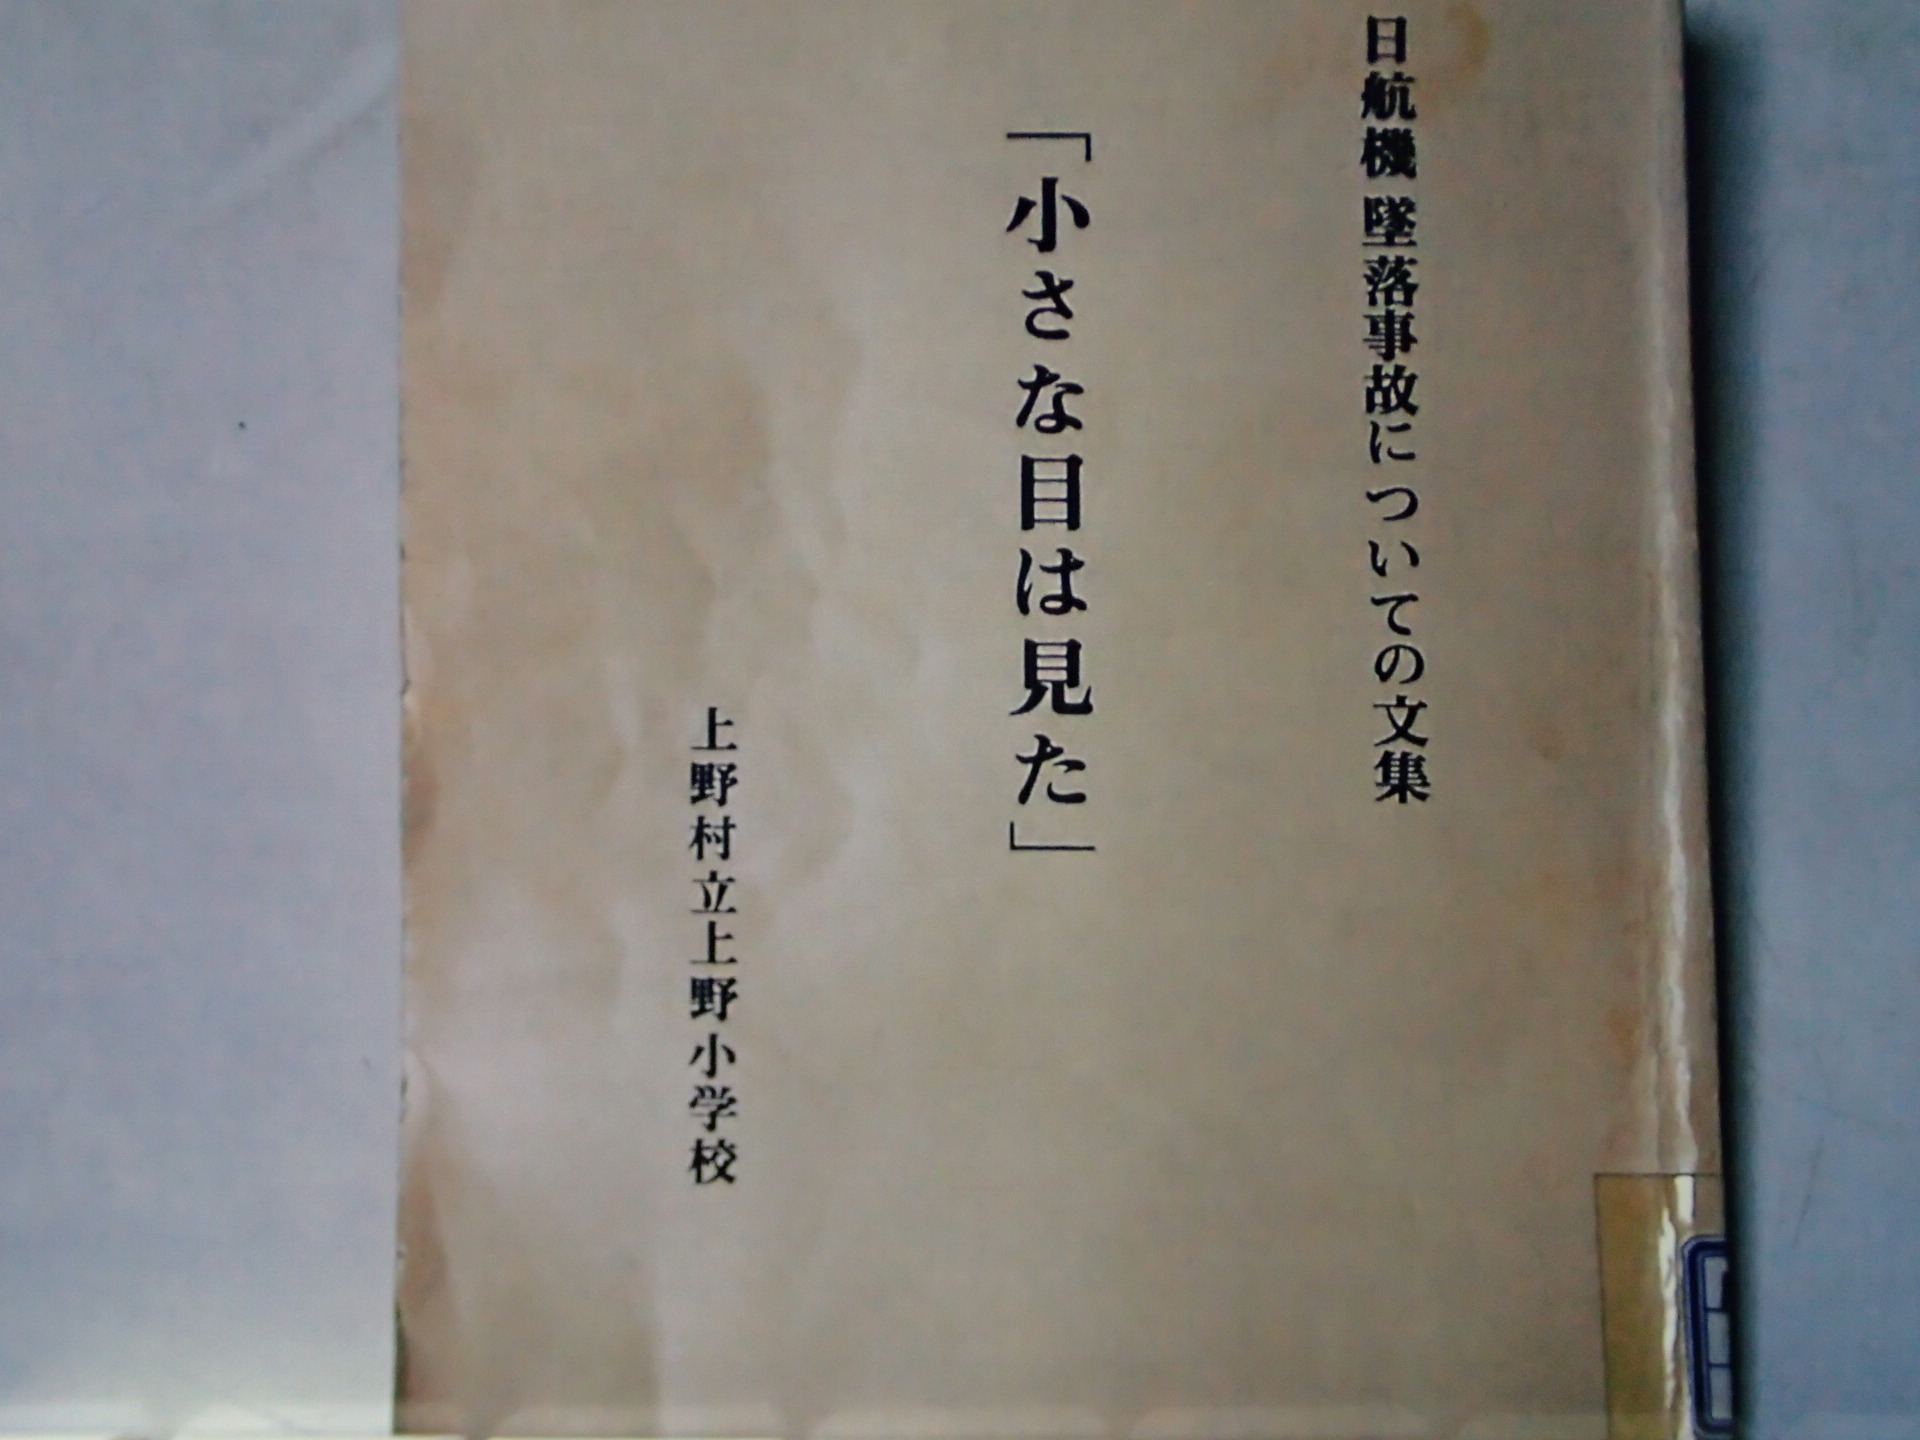 日航機墜落事故についての文集
「小さな目は見た」
上野村立上野小学校